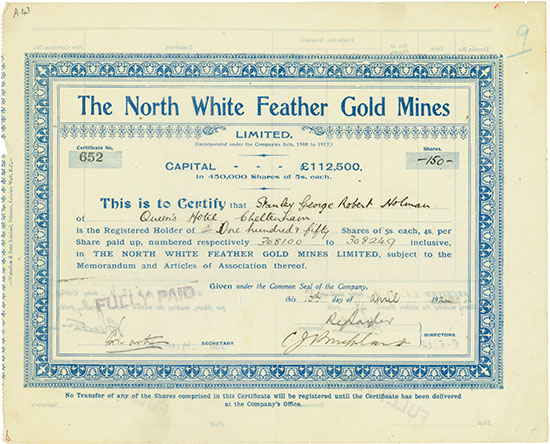 A.43
9
The North White Feather Gold Mines
LIMITED.
(Incorporated under the Companies Acts, 1908 to 1917.)
Certificate No.
652
Shares.
-150-
CAPITAL - - - £112,500,
In 450,000 Shares of 5s. each.
This is to Certify that Stanley George Robert Holman
of Queen's Hotel Cheltenham
is the Registered Holder of One hundred & fifty Shares of 5s. each, 4s. per
Share paid up, numbered respectively 308100 to 308249 inclusive,
in THE NORTH WHITE FEATHER GOLD MINES LIMITED, subject to the
Memorandum and Articles of Association thereof.
Given under the Common Seal of the Company,
this day of April 192
FULLY PAID
SECRETARY
DIRECTORS
No Transfer of any of the Shares comprised in this Certificate will be registered until the Certificate has been delivered
at the Company's Office.